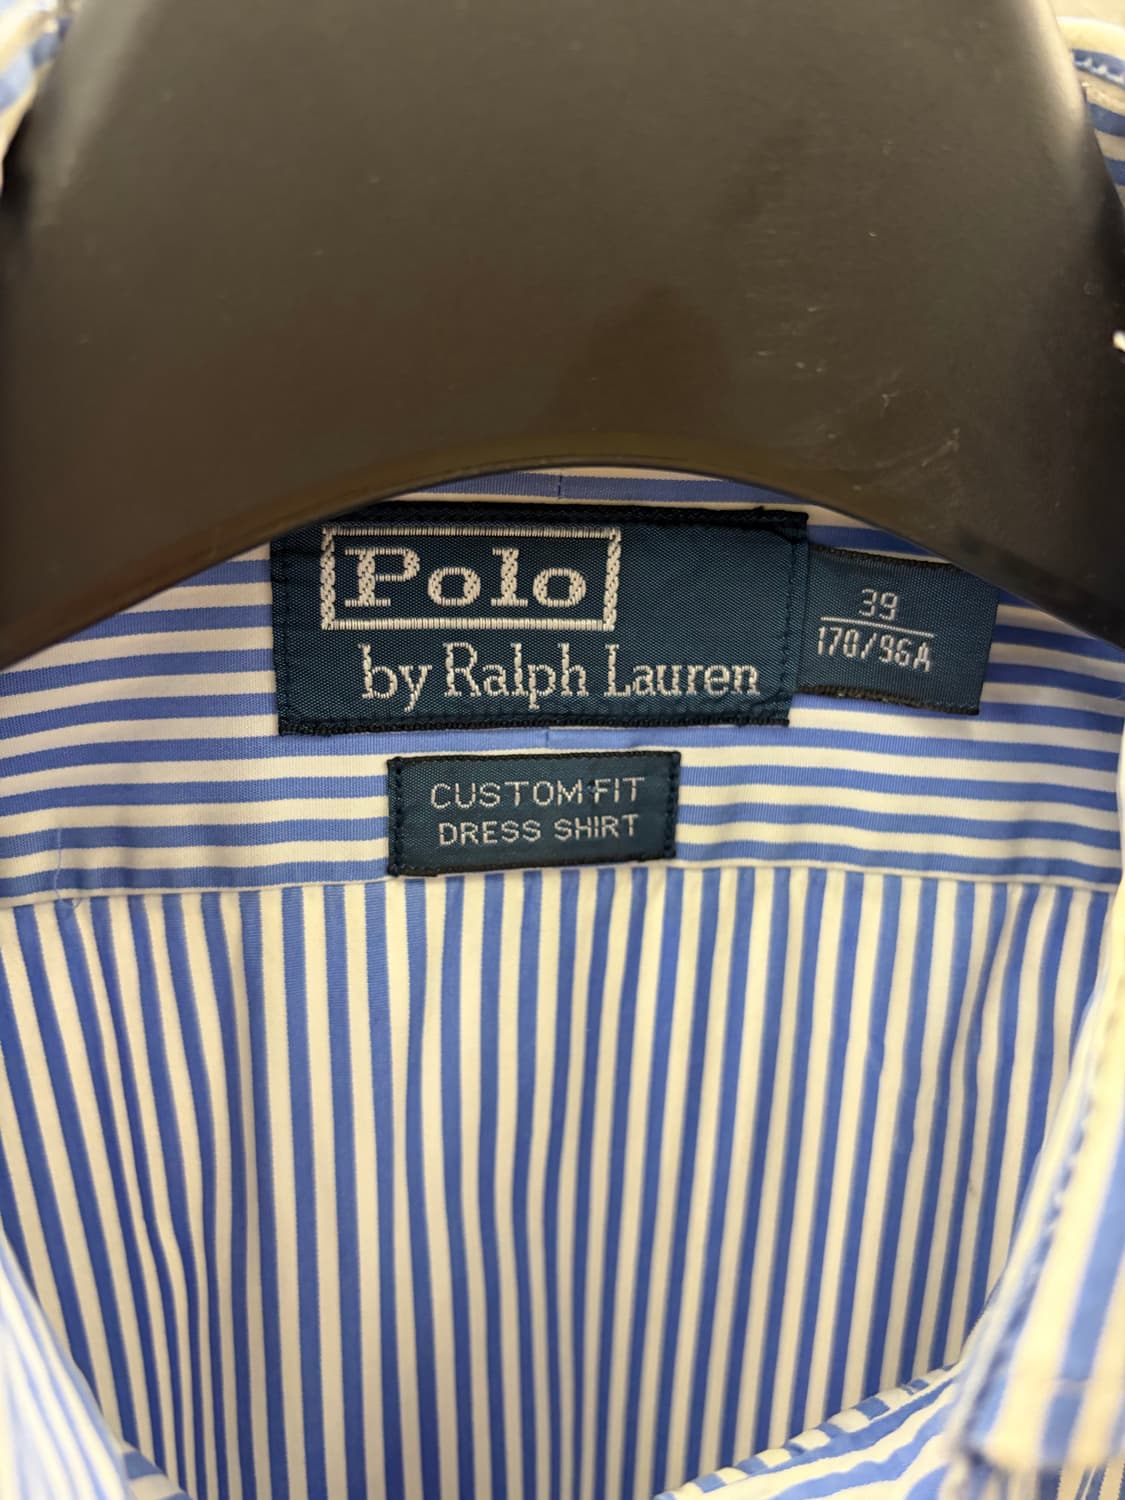 Polo
by Ralph Lauren
39
170/96A
CUSTOM FIT
DRESS SHIRT